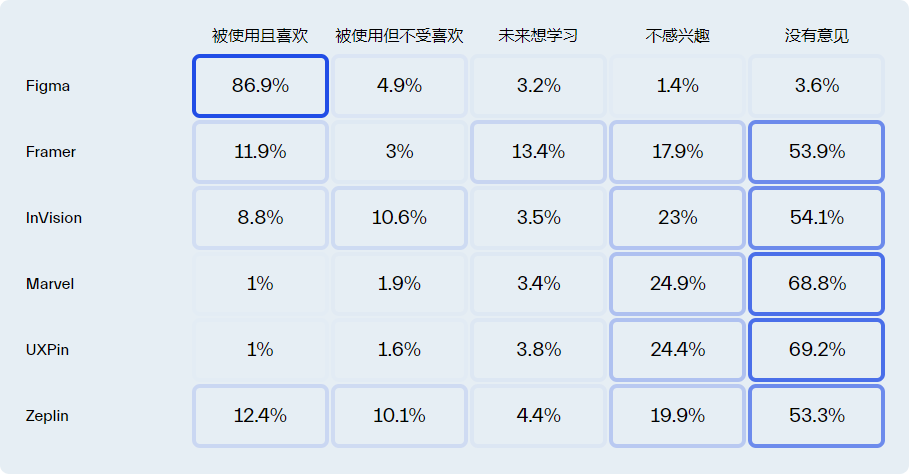 被使用且喜欢 被使用但不受喜欢 未来想学习 不感兴趣 没有意见
Figma 86.9% 4.9% 3.2% 1.4% 3.6%
Framer 11.9% 3% 13.4% 17.9% 53.9%
InVision 8.8% 10.6% 3.5% 23% 54.1%
Marvel 1% 1.9% 3.4% 24.9% 68.8%
UXPin 1% 1.6% 3.8% 24.4% 69.2%
Zeplin 12.4% 10.1% 4.4% 19.9% 53.3%